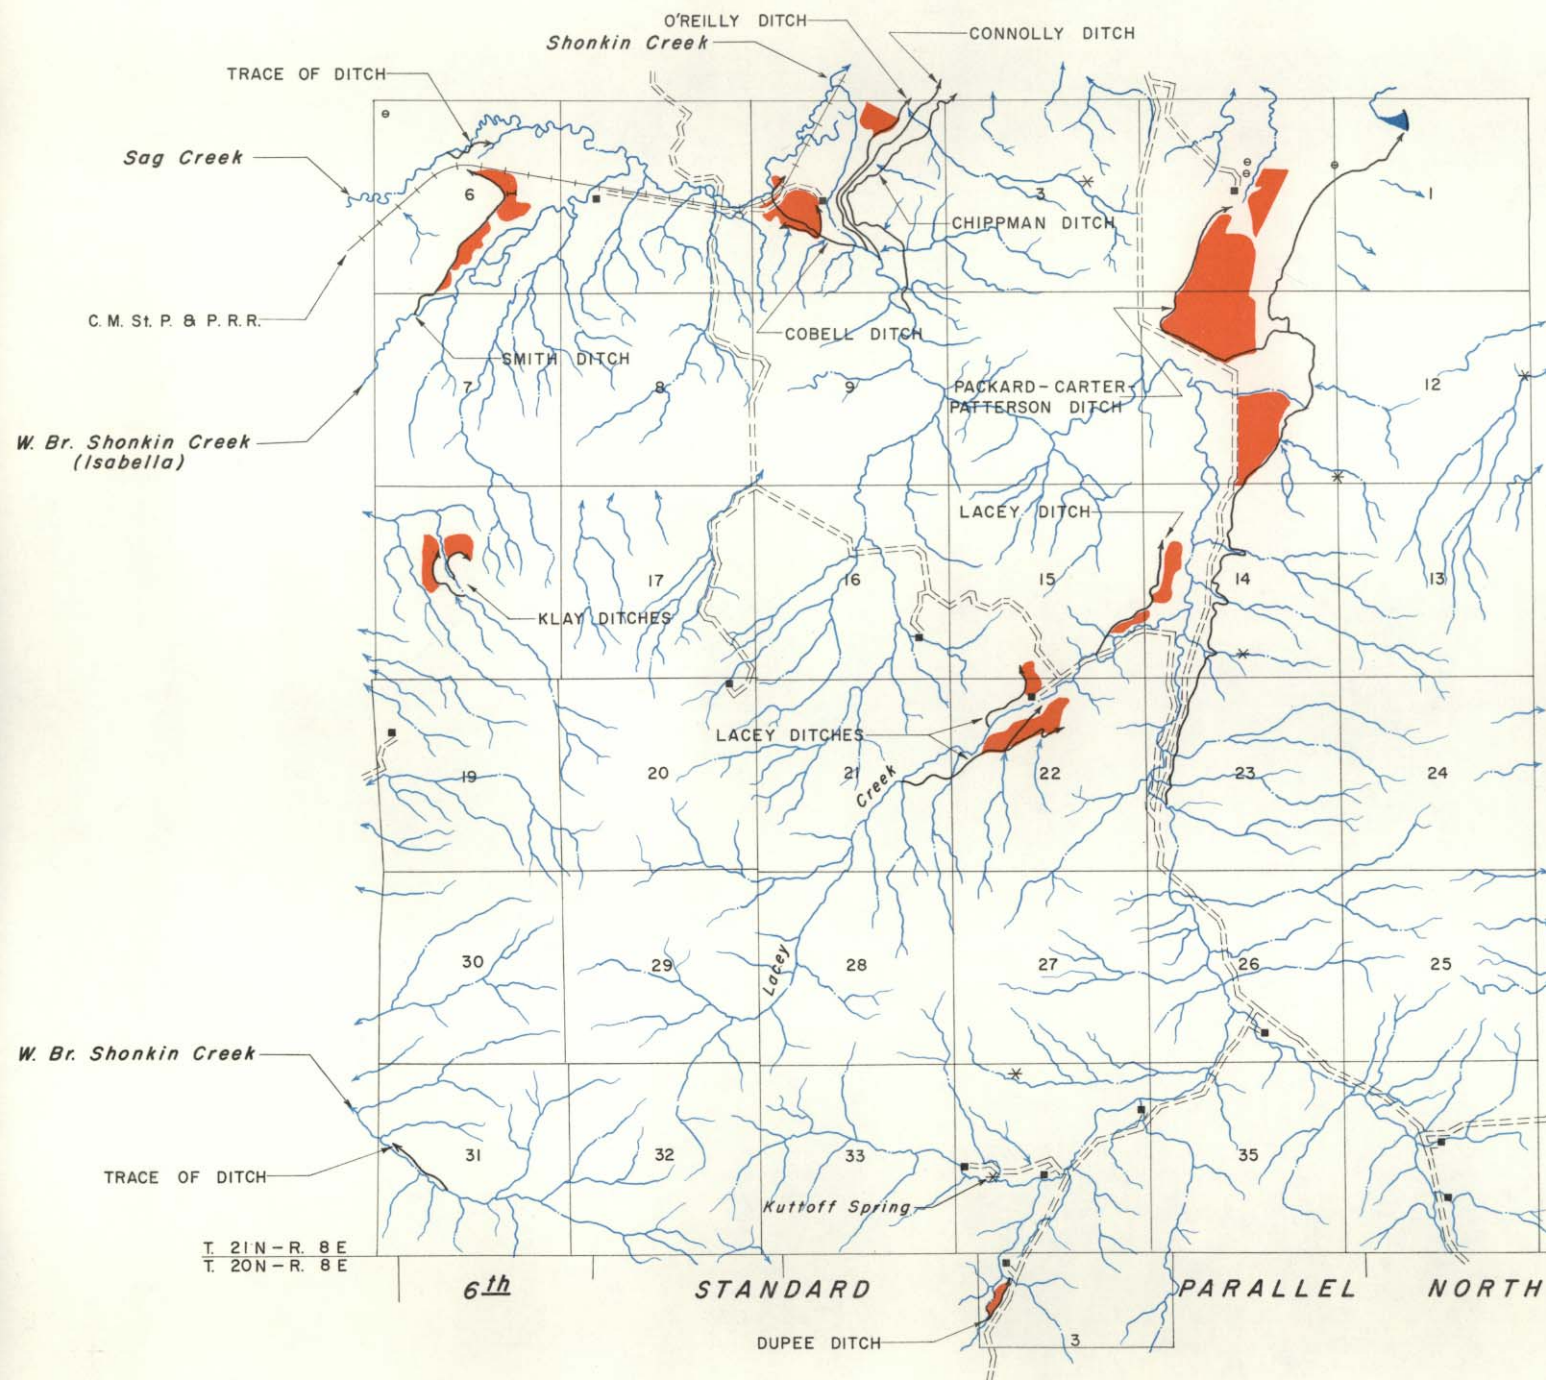 O'REILLY DITCH
Shonkin Creek
CONNOLLY DITCH
TRACE OF DITCH
Sag Creek
6
3
1
CHIPPMAN DITCH
C. M. St. P. & P. R. R.
COBELL DITCH
SMITH DITCH
7
8
9
PACKARD-CARTER-
PATTERSON DITCH
12
W. Br. Shonkin Creek
(Isabella)
LACEY DITCH
17
16
15
14
13
KLAY DITCHES
LACEY DITCHES
19
20
21
22
23
24
Creek
30
29
Lacey
28
27
26
25
W. Br. Shonkin Creek
31
32
33
35
TRACE OF DITCH
Kuttoff Spring
T. 21N-R. 8E
T. 20N-R. 8E
6th STANDARD PARALLEL NORTH
DUPEE DITCH
3